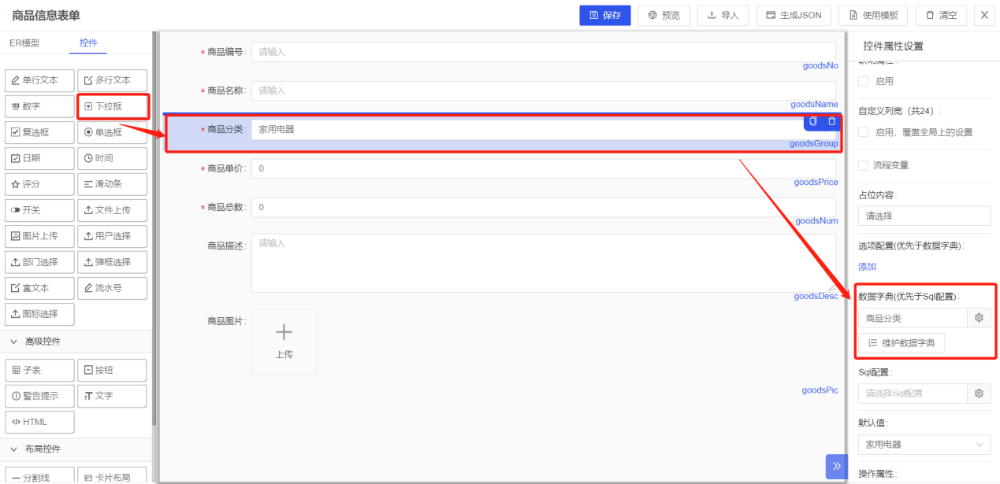 商品信息表单
保存
预览
导入
生成JSON
使用模板
清空
ER模型
控件
单行文本
多行文本
数字
下拉框
复选框
单选框
日期
时间
评分
滑动条
开关
文件上传
图片上传
用户选择
部门选择
弹框选择
富文本
流水号
图标选择
高级控件
子表
按钮
警告提示
文字
HTML
布局控件
分割线
卡片布局
* 商品编号:
请输入
goodsNo
* 商品名称:
请输入
goodsName
* 商品分类:
家用电器
goodsGroup
* 商品单价:
0
goodsPrice
* 商品总数:
0
goodsNum
商品描述:
请输入
goodsDesc
商品图片:
上传
goodsPic
控件属性设置
联动属性:
启用
自定义列宽（共24）:
启用，覆盖全局上的设置
流程变量
占位内容:
请选择
选项配置(优先于数据字典):
添加
数据字典(优先于Sql配置):
商品分类
维护数据字典
Sql配置:
请选择Sql配置
默认值:
家用电器
操作属性: